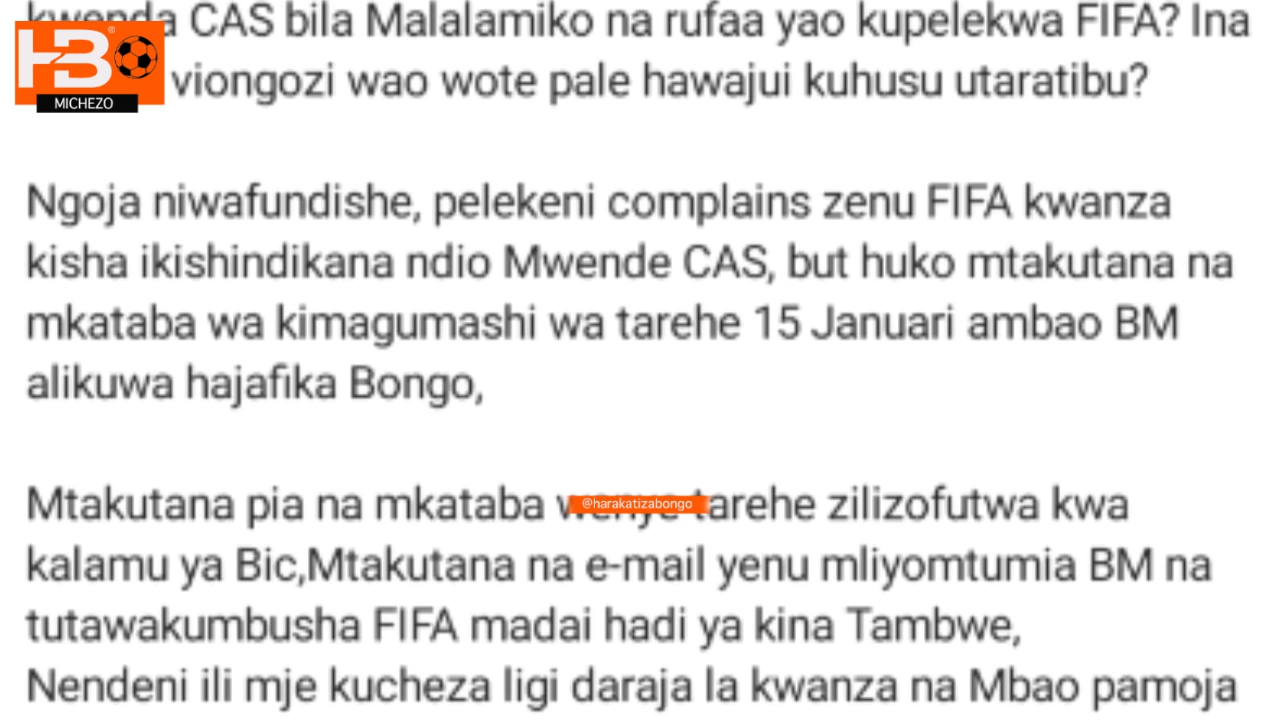 kwenda CAS bila Malalamiko na rufaa yao kupelekwa FIFA? Ina
HB
MICHEZO
viongozi wao wote pale hawajui kuhusu utaratibu?
Ngoja niwafundishe, pelekeni complains zenu FIFA kwanza
kisha ikishindikana ndio Mwende CAS, but huko mtakutana na
mkataba wa kimagumashi wa tarehe 15 Januari ambao BM
alikuwa hajafika Bongo,
Mtakutana pia na mkataba wenye tarehe zilizofutwa kwa
@harakatizabongo
kalamu ya Bic,Mtakutana na e-mail yenu mliyomtumia BM na
tutawakumbusha FIFA madai hadi ya kina Tambwe,
Nendeni ili mje kucheza ligi daraja la kwanza na Mbao pamoja